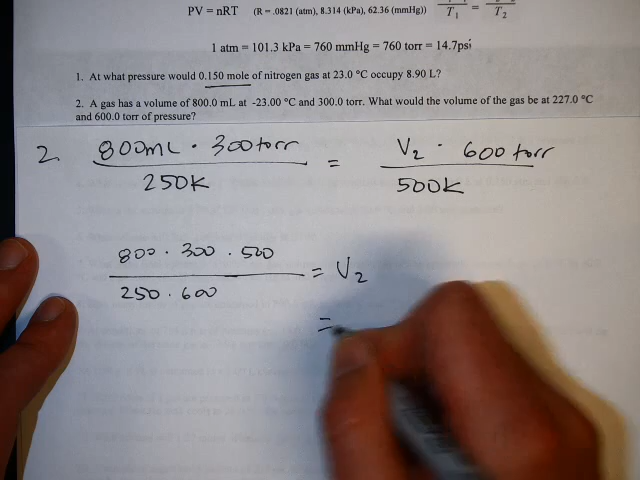 PV = nRT (R = .0821 (atm), 8.314 (kPa), 62.36 (mmHg)) T₁ = T₂
1 atm = 101.3 kPa = 760 mmHg = 760 torr = 14.7psi
1. At what pressure would 0.150 mole of nitrogen gas at 23.0 °C occupy 8.90 L?
2. A gas has a volume of 800.0 mL at -23.00 °C and 300.0 torr. What would the volume of the gas be at 227.0 °C
and 600.0 torr of pressure?
2. 800mL · 300torr = V₂ · 600torr
250K 500K
800 · 300 · 500 = V₂
250 · 600
=